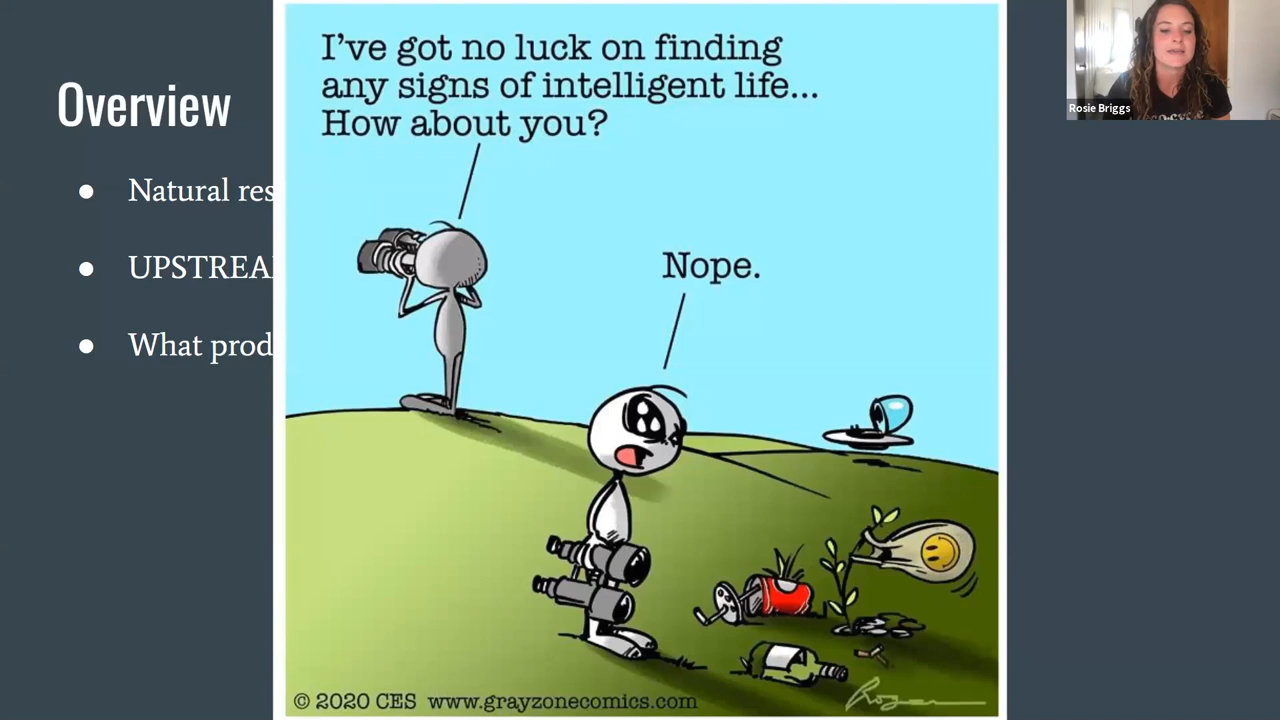 Overview
● Natural res
● UPSTREA
● What prod
I’ve got no luck on finding
any signs of intelligent life...
How about you?
Nope.
© 2020 CES www.grayzonecomics.com
Rosie Briggs